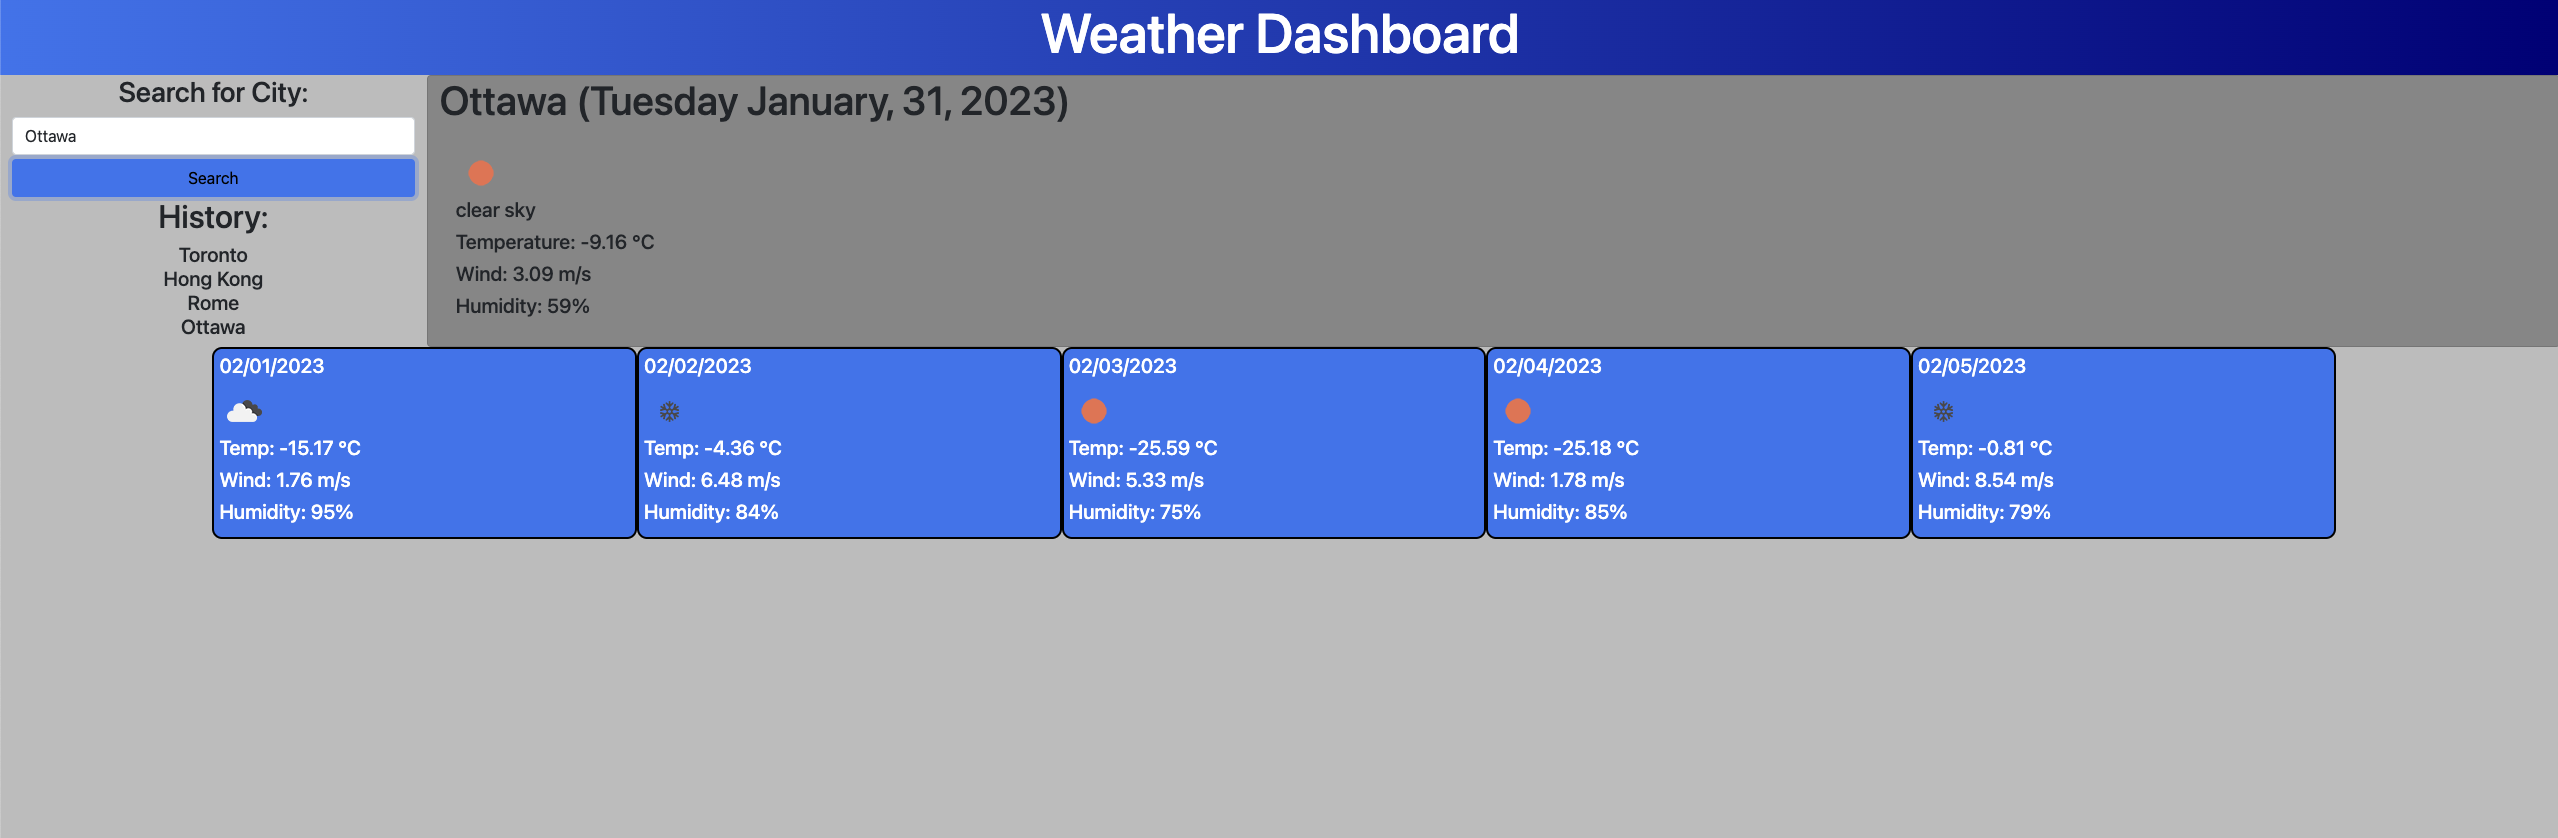 Weather Dashboard
Search for City:
Ottawa
Search
History:
Toronto
Hong Kong
Rome
Ottawa
Ottawa (Tuesday January, 31, 2023)
clear sky
Temperature: -9.16 °C
Wind: 3.09 m/s
Humidity: 59%
02/01/2023
Temp: -15.17 °C
Wind: 1.76 m/s
Humidity: 95%
02/02/2023
Temp: -4.36 °C
Wind: 6.48 m/s
Humidity: 84%
02/03/2023
Temp: -25.59 °C
Wind: 5.33 m/s
Humidity: 75%
02/04/2023
Temp: -25.18 °C
Wind: 1.78 m/s
Humidity: 85%
02/05/2023
Temp: -0.81 °C
Wind: 8.54 m/s
Humidity: 79%